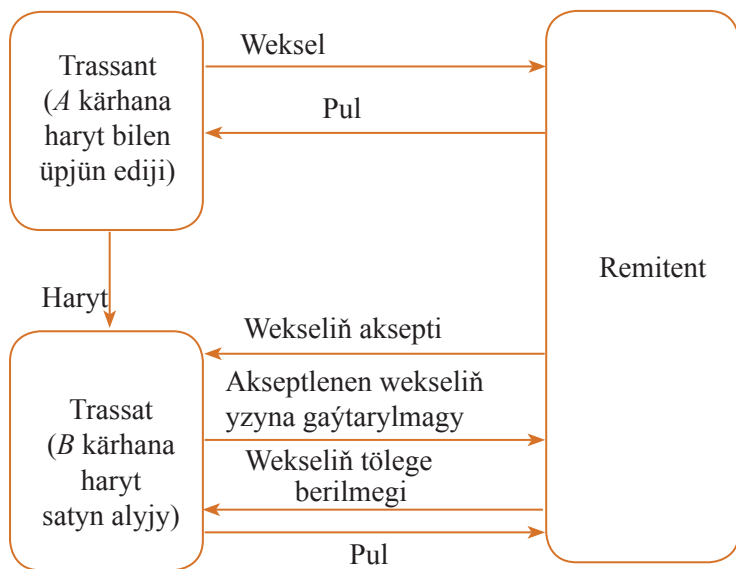 Trassant
(A kärhana
haryt bilen
üpjün ediji)
Weksel
Pul
Remitent
Haryt
Trassat
(B kärhana
haryt
satyn alyjy)
Wekseliň aksepti
Akseptlenen wekseliň
yzyna gaýtarylmagy
Wekseliň tölege
berilmegi
Pul